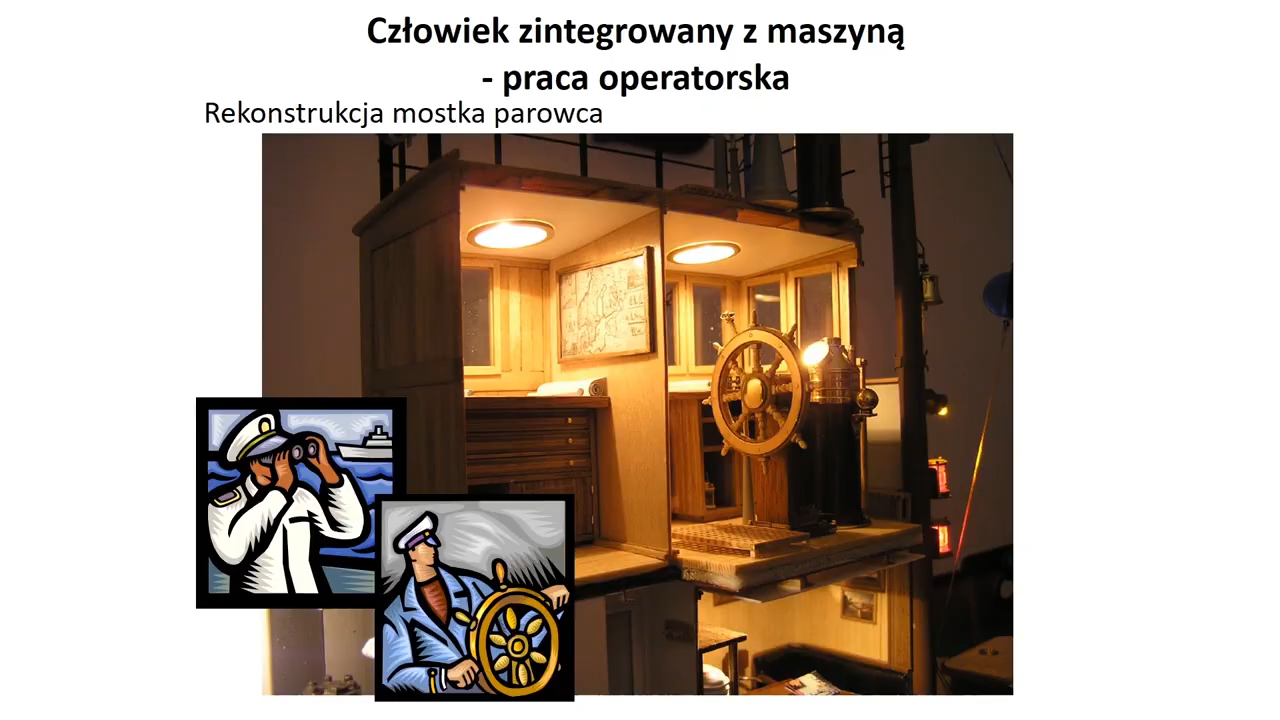 Człowiek zintegrowany z maszyną
- praca operatorska
Rekonstrukcja mostka parowca